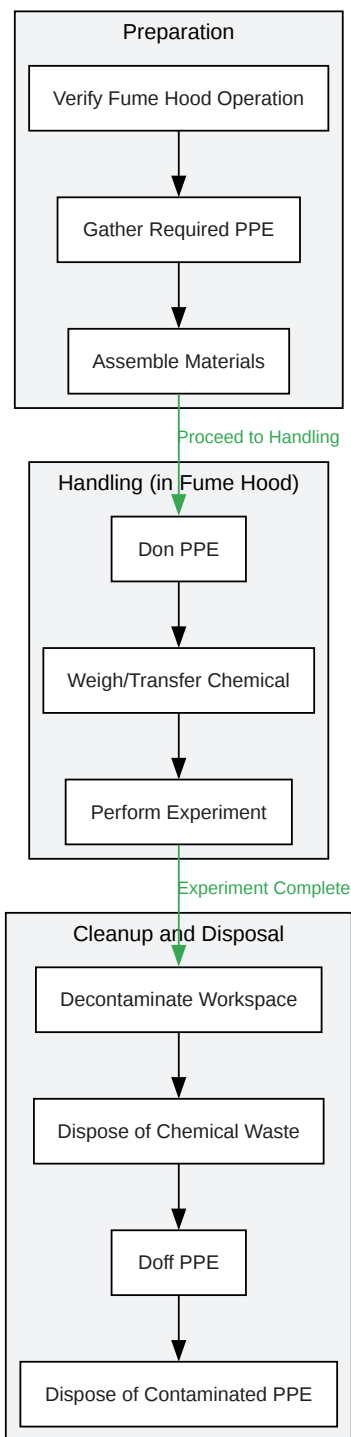 Preparation
Verify Fume Hood Operation
Gather Required PPE
Assemble Materials
Proceed to Handling
Handling (in Fume Hood)
Don PPE
Weigh/Transfer Chemical
Perform Experiment
Experiment Complete
Cleanup and Disposal
Decontaminate Workspace
Dispose of Chemical Waste
Doff PPE
Dispose of Contaminated PPE